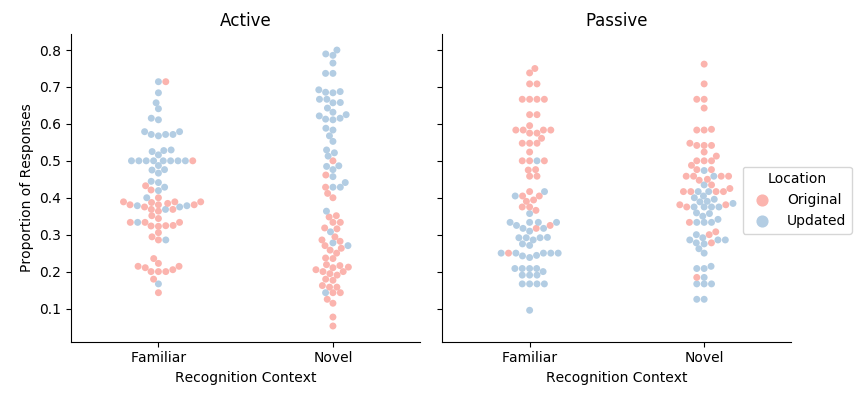 Active
Passive
Proportion of Responses
0.8
0.7
0.6
0.5
0.4
0.3
0.2
0.1
Familiar
Novel
Familiar
Novel
Recognition Context
Recognition Context
Location
Original
Updated